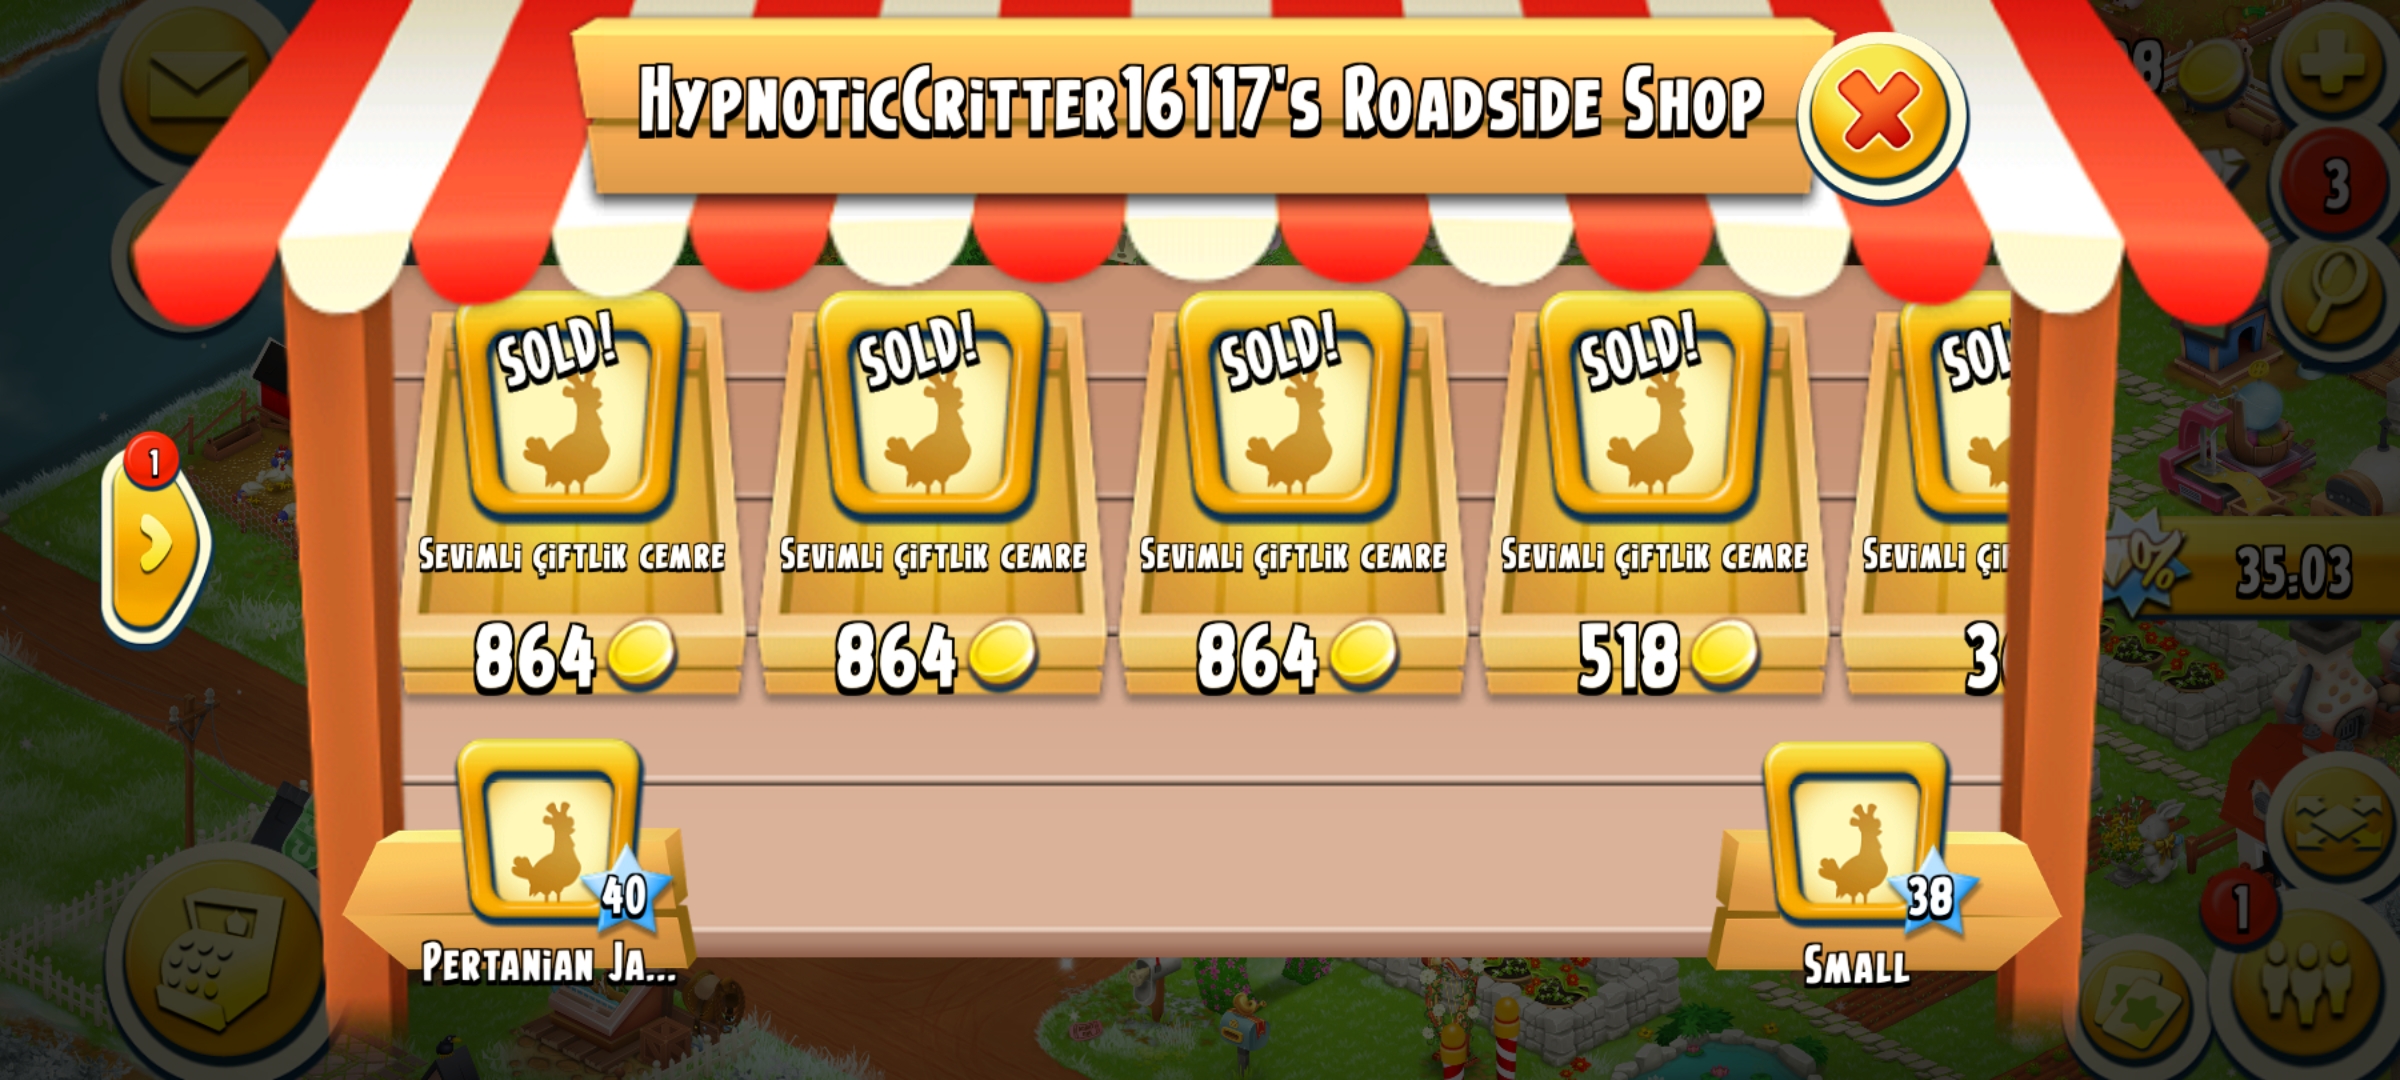 HypnoticCritter16117's Roadside Shop
3
SOLD! SOLD! SOLD! SOLD!
1
Sevimli çiftlik cemre Sevimli çiftlik cemre Sevimli çiftlik cemre Sevimli çiftlik cemre Sevimli
35:03
864 864 864 518
40 38
1
Pertanian Ja... Small